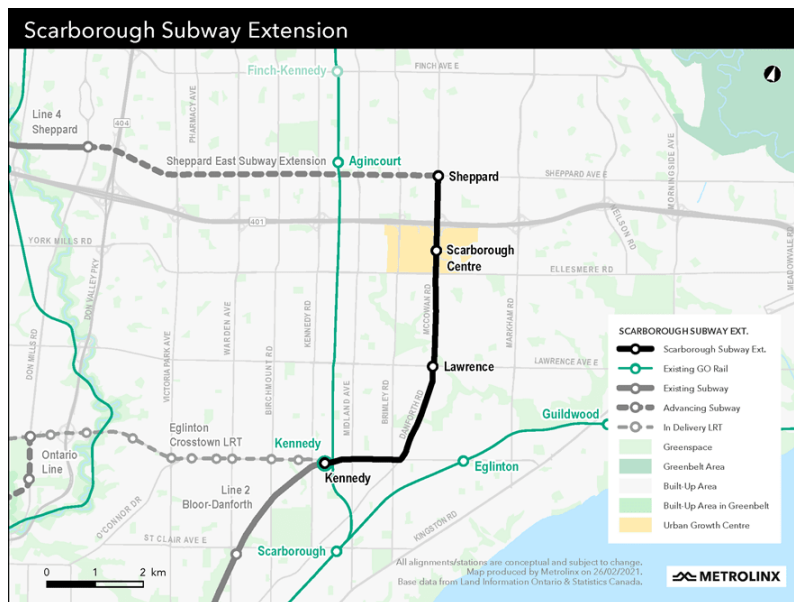 Scarborough Subway Extension
Finch-Kennedy
FINCH AVE E
Line 4
Sheppard
404
PHARMACY AVE
Sheppard East Subway Extension
Agincourt
Sheppard
SHEPPARD AVE E
MORNINGSIDE AVE
NEILSON RD
MEADOWVALE RD
401
YORK MILLS RD
DON VALLEY PKY
Scarborough
Centre
ELLESMERE RD
DON MILLS RD
VICTORIA PARK AVE
WARDEN AVE
BIRCHMOUNT RD
KENNEDY RD
MIDLAND AVE
BRIMLEY RD
DANFORTH RD
MCCOWAN RD
MARKHAM RD
Lawrence
LAWRENCE AVE E
Eglinton
Crosstown LRT
Ontario
Line
Kennedy
Kennedy
Line 2
Bloor-Danforth
O'CONNOR DR
ST CLAIR AVE E
Scarborough
Eglinton
Guildwood
KINGSTON RD
SCARBOROUGH SUBWAY EXT.
Scarborough Subway Ext.
Existing GO Rail
Existing Subway
Advancing Subway
In Delivery LRT
Greenspace
Greenbelt Area
Built-Up Area
Built-Up Area in Greenbelt
Urban Growth Centre
0 1 2 km
All alignments/stations are conceptual and subject to change.
Map produced by Metrolinx on 26/02/2021.
Base data from Land Information Ontario & Statistics Canada.
METROLINX